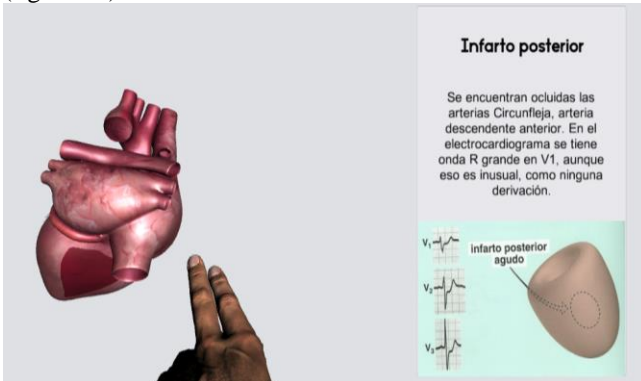 Infarto posterior
Se encuentran ocluidas las
arterias Circunfleja, arteria
descendente anterior. En el
electrocardiograma se tiene
onda R grande en V1, aunque
eso es inusual, como ninguna
derivación.
infarto posterior
agudo
V₁
V₂
V₃